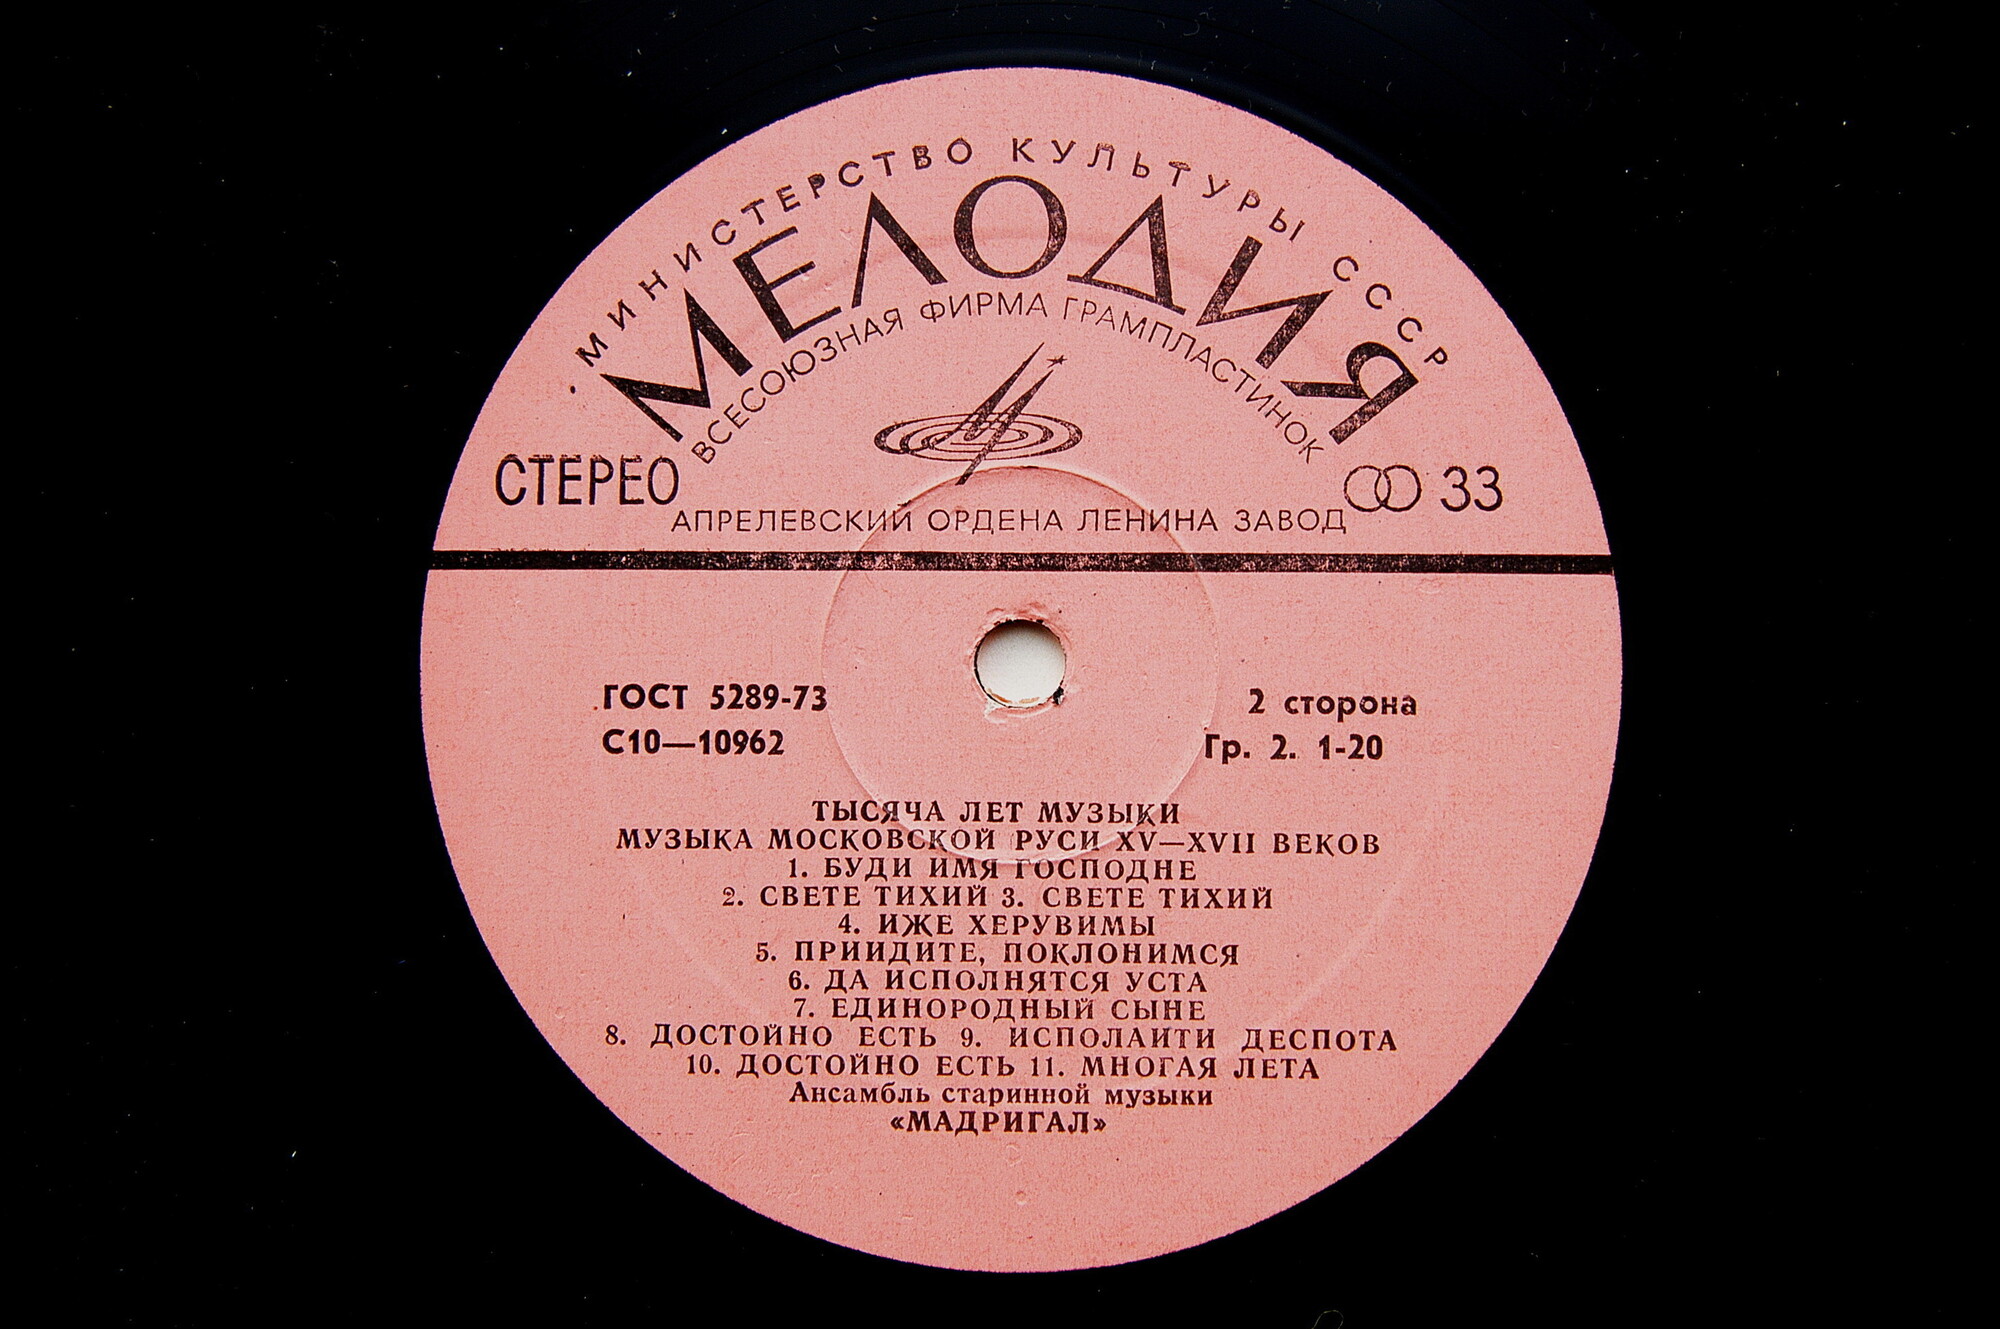 МИНИСТЕРСТВО КУЛЬТУРЫ СССР
МЕЛОДИЯ
ВСЕСОЮЗНАЯ ФИРМА ГРАМПЛАСТИНОК
СТЕРЕО
33
АПРЕЛЕВСКИЙ ОРДЕНА ЛЕНИНА ЗАВОД
ГОСТ 5289-73
С10—10962
2 сторона
Гр. 2. 1-20
ТЫСЯЧА ЛЕТ МУЗЫКИ
МУЗЫКА МОСКОВСКОЙ РУСИ XV—XVII ВЕКОВ
1. БУДИ ИМЯ ГОСПОДНЕ
2. СВЕТЕ ТИХИЙ 3. СВЕТЕ ТИХИЙ
4. ИЖЕ ХЕРУВИМЫ
5. ПРИИДИТЕ, ПОКЛОНИМСЯ
6. ДА ИСПОЛНЯТСЯ УСТА
7. ЕДИНОРОДНЫЙ СЫНЕ
8. ДОСТОЙНО ЕСТЬ 9. ИСПОЛАИТИ ДЕСПОТА
10. ДОСТОЙНО ЕСТЬ 11. МНОГАЯ ЛЕТА
Ансамбль старинной музыки
«МАДРИГАЛ»